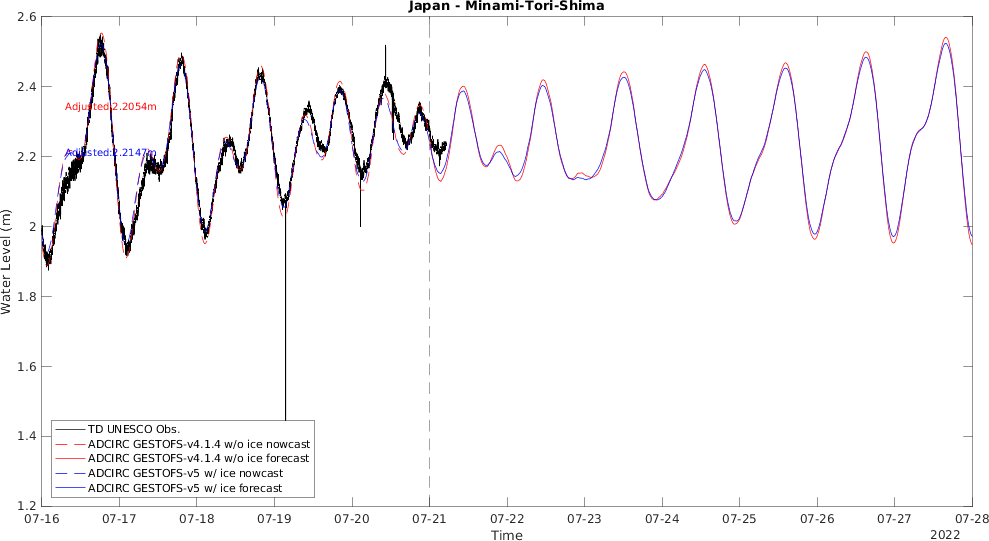 Japan - Minami-Tori-Shima
Water Level (m)
2.6
2.4
2.2
2
1.8
1.6
1.4
1.2
Adjusted:2.2054m
Adjusted:2.2147m
TD UNESCO Obs.
ADCIRC GESTOFS-v4.1.4 w/o ice nowcast
ADCIRC GESTOFS-v4.1.4 w/o ice forecast
ADCIRC GESTOFS-v5 w/ ice nowcast
ADCIRC GESTOFS-v5 w/ ice forecast
07-16 07-17 07-18 07-19 07-20 07-21 07-22 07-23 07-24 07-25 07-26 07-27 07-28
Time
2022